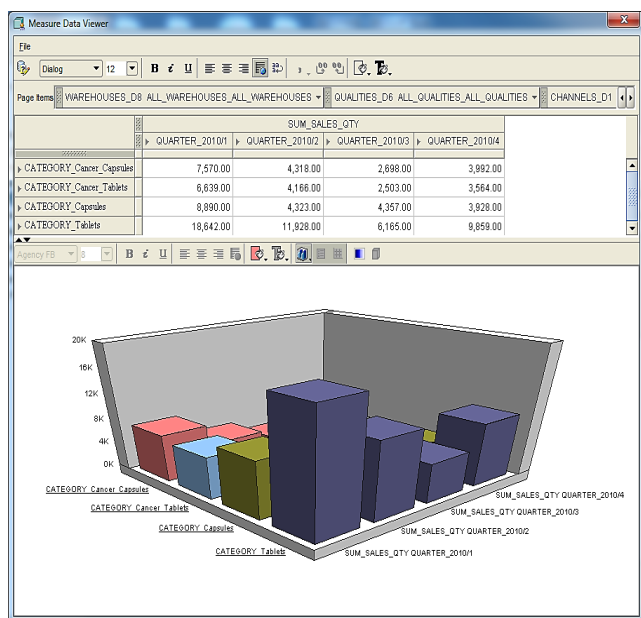 Measure Data Viewer
File
Dialog 12 B i U
Page Items WAREHOUSES_D8 ALL_WAREHOUSES_ALL_WAREHOUSES QUALITIES_D6 ALL_QUALITIES_ALL_QUALITIES CHANNELS_D1
SUM_SALES_QTY
QUARTER_2010/1 QUARTER_2010/2 QUARTER_2010/3 QUARTER_2010/4
CATEGORY_Cancer_Capsules 7,570.00 4,318.00 2,698.00 3,992.00
CATEGORY_Cancer_Tablets 6,639.00 4,166.00 2,503.00 3,564.00
CATEGORY_Capsules 8,890.00 4,323.00 4,357.00 3,928.00
CATEGORY_Tablets 18,642.00 11,928.00 6,165.00 9,859.00
Agency FB 8 B i U
20K
16K
12K
8K
4K
0K
CATEGORY Cancer Capsules
CATEGORY Cancer Tablets
CATEGORY Capsules
CATEGORY Tablets
SUM_SALES_QTY QUARTER_2010/4
SUM_SALES_QTY QUARTER_2010/3
SUM_SALES_QTY QUARTER_2010/2
SUM_SALES_QTY QUARTER_2010/1